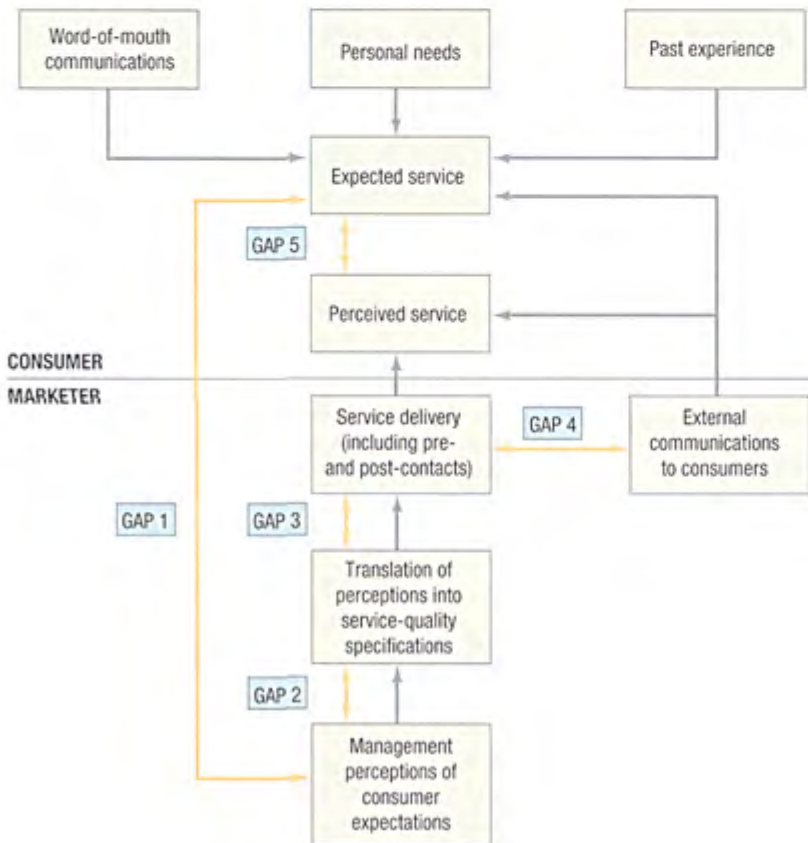 Word-of-mouth
communications
Personal needs
Past experience
Expected service
GAP 5
Perceived service
CONSUMER
MARKETER
Service delivery
(including pre-
and post-contacts)
GAP 4
External
communications
to consumers
GAP 1
GAP 3
Translation of
perceptions into
service-quality
specifications
GAP 2
Management
perceptions of
consumer
expectations